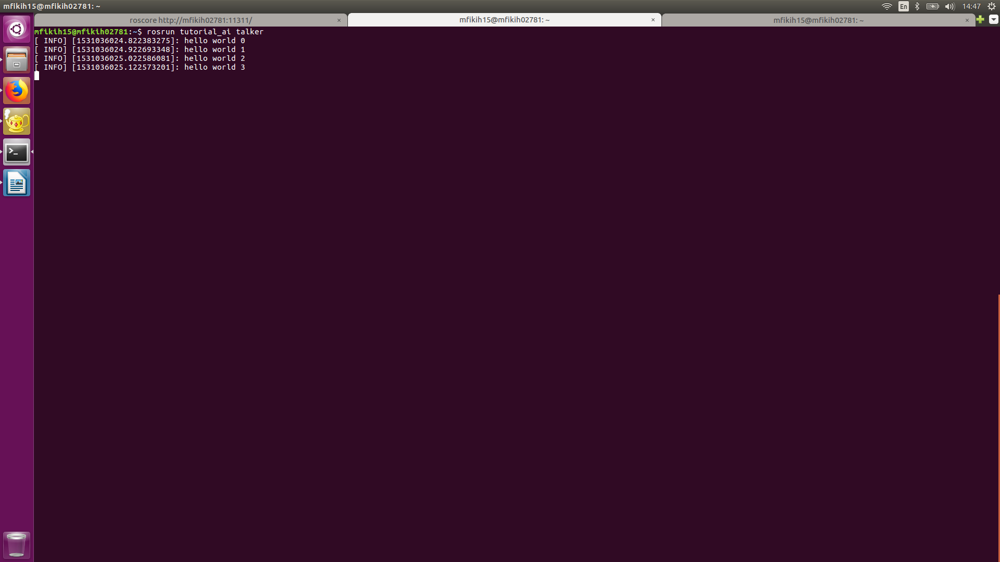 mfikih15@mfikih02781: ~
En
14:47
roscore http://mfikih02781:11311/ ×
mfikih15@mfikih02781: ~ ×
mfikih15@mfikih02781: ~ ×
mfikih15@mfikih02781:~$ rosrun tutorial_ai talker
[ INFO] [1531036024.822383275]: hello world 0
[ INFO] [1531036024.922693348]: hello world 1
[ INFO] [1531036025.022586081]: hello world 2
[ INFO] [1531036025.122573201]: hello world 3